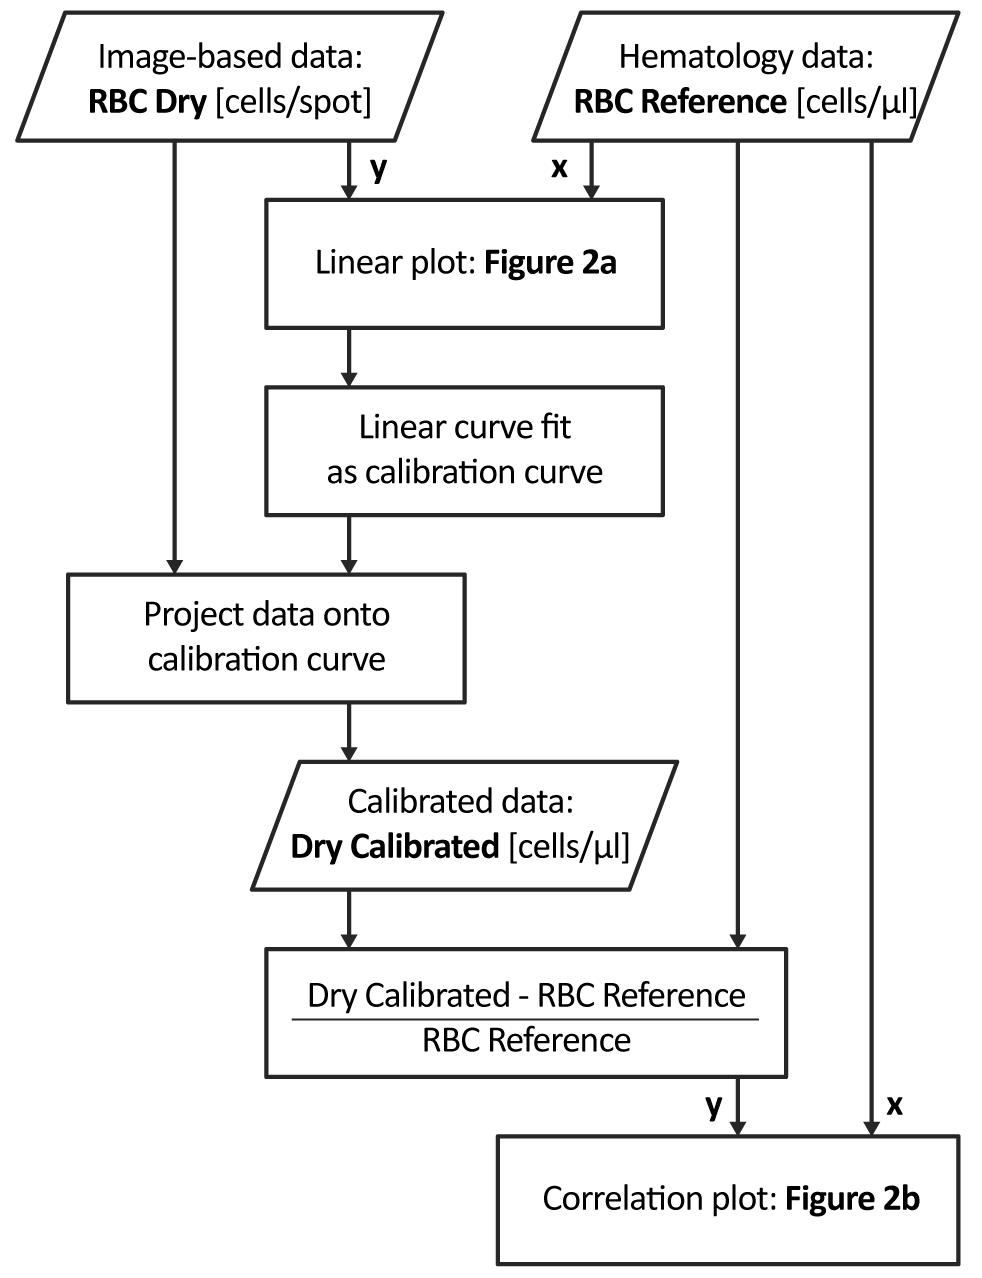 Image-based data:
RBC Dry [cells/spot]
Hematology data:
RBC Reference [cells/µl]
y
x
Linear plot: Figure 2a
Linear curve fit
as calibration curve
Project data onto
calibration curve
Calibrated data:
Dry Calibrated [cells/µl]
Dry Calibrated - RBC Reference
RBC Reference
y
x
Correlation plot: Figure 2b